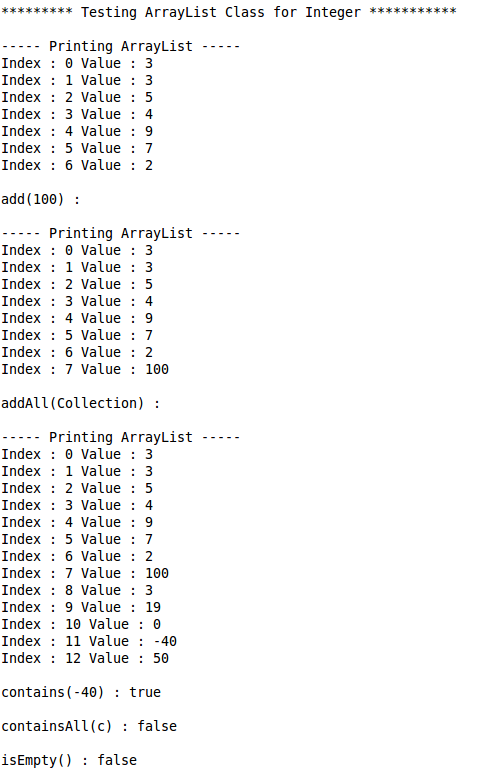 ********* Testing ArrayList Class for Integer ***********
----- Printing ArrayList -----
Index : 0 Value : 3
Index : 1 Value : 3
Index : 2 Value : 5
Index : 3 Value : 4
Index : 4 Value : 9
Index : 5 Value : 7
Index : 6 Value : 2
add(100) :
----- Printing ArrayList -----
Index : 0 Value : 3
Index : 1 Value : 3
Index : 2 Value : 5
Index : 3 Value : 4
Index : 4 Value : 9
Index : 5 Value : 7
Index : 6 Value : 2
Index : 7 Value : 100
addAll(Collection) :
----- Printing ArrayList -----
Index : 0 Value : 3
Index : 1 Value : 3
Index : 2 Value : 5
Index : 3 Value : 4
Index : 4 Value : 9
Index : 5 Value : 7
Index : 6 Value : 2
Index : 7 Value : 100
Index : 8 Value : 3
Index : 9 Value : 19
Index : 10 Value : 0
Index : 11 Value : -40
Index : 12 Value : 50
contains(-40) : true
containsAll(c) : false
isEmpty() : false